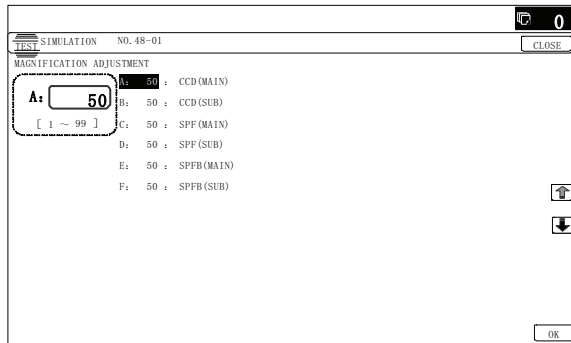 0
TEST SIMULATION NO. 48-01 CLOSE
MAGNIFICATION ADJUSTMENT
A: 50
[ 1 ～ 99 ]
A: 50 : CCD(MAIN)
B: 50 : CCD(SUB)
C: 50 : SPF(MAIN)
D: 50 : SPF(SUB)
E: 50 : SPFB(MAIN)
F: 50 : SPFB(SUB)
OK